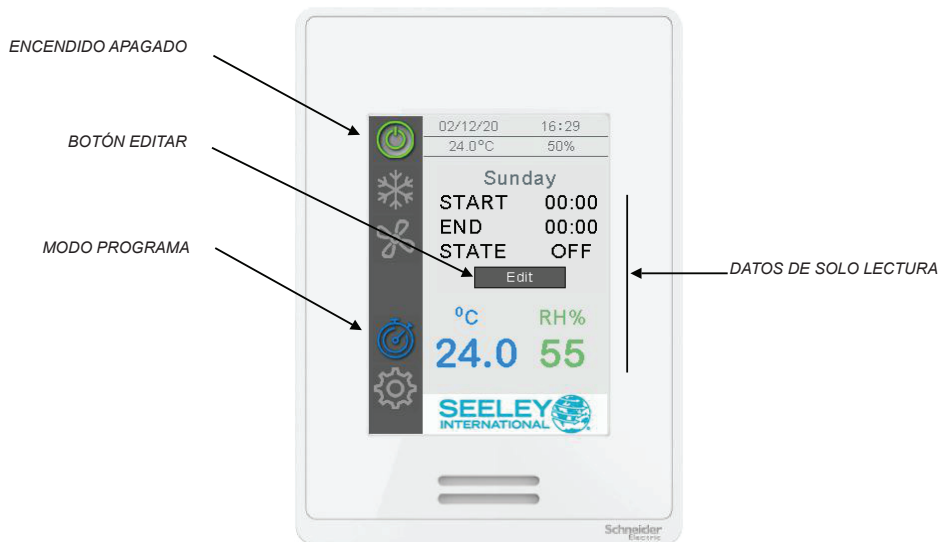 ENCENDIDO APAGADO
BOTÓN EDITAR
MODO PROGRAMA
02/12/20 16:29
24.0°C 50%
Sunday
START 00:00
END 00:00
STATE OFF
Edit
⁰C RH%
24.0 55
SEELEY
INTERNATIONAL
DATOS DE SOLO LECTURA
Schneider
Electric